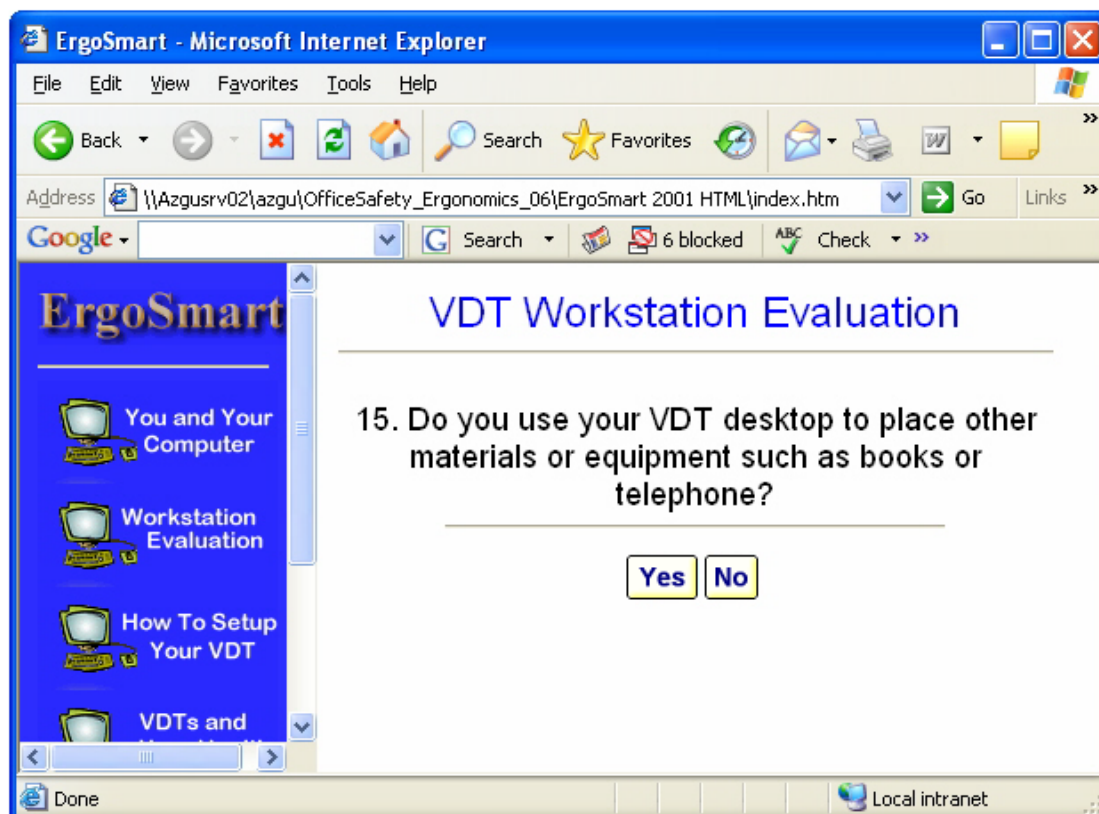 ErgoSmart - Microsoft Internet Explorer
File Edit View Favorites Tools Help
Back Search Favorites W »
Address \\Azgusrv02\azgu\OfficeSafety_Ergonomics_06\ErgoSmart 2001 HTML\index.htm Go Links »
Google G Search 6 blocked ABC Check »
ErgoSmart
You and Your
Computer
Workstation
Evaluation
How To Setup
Your VDT
VDTs and
VDT Workstation Evaluation
15. Do you use your VDT desktop to place other
materials or equipment such as books or
telephone?
Yes No
Done Local intranet